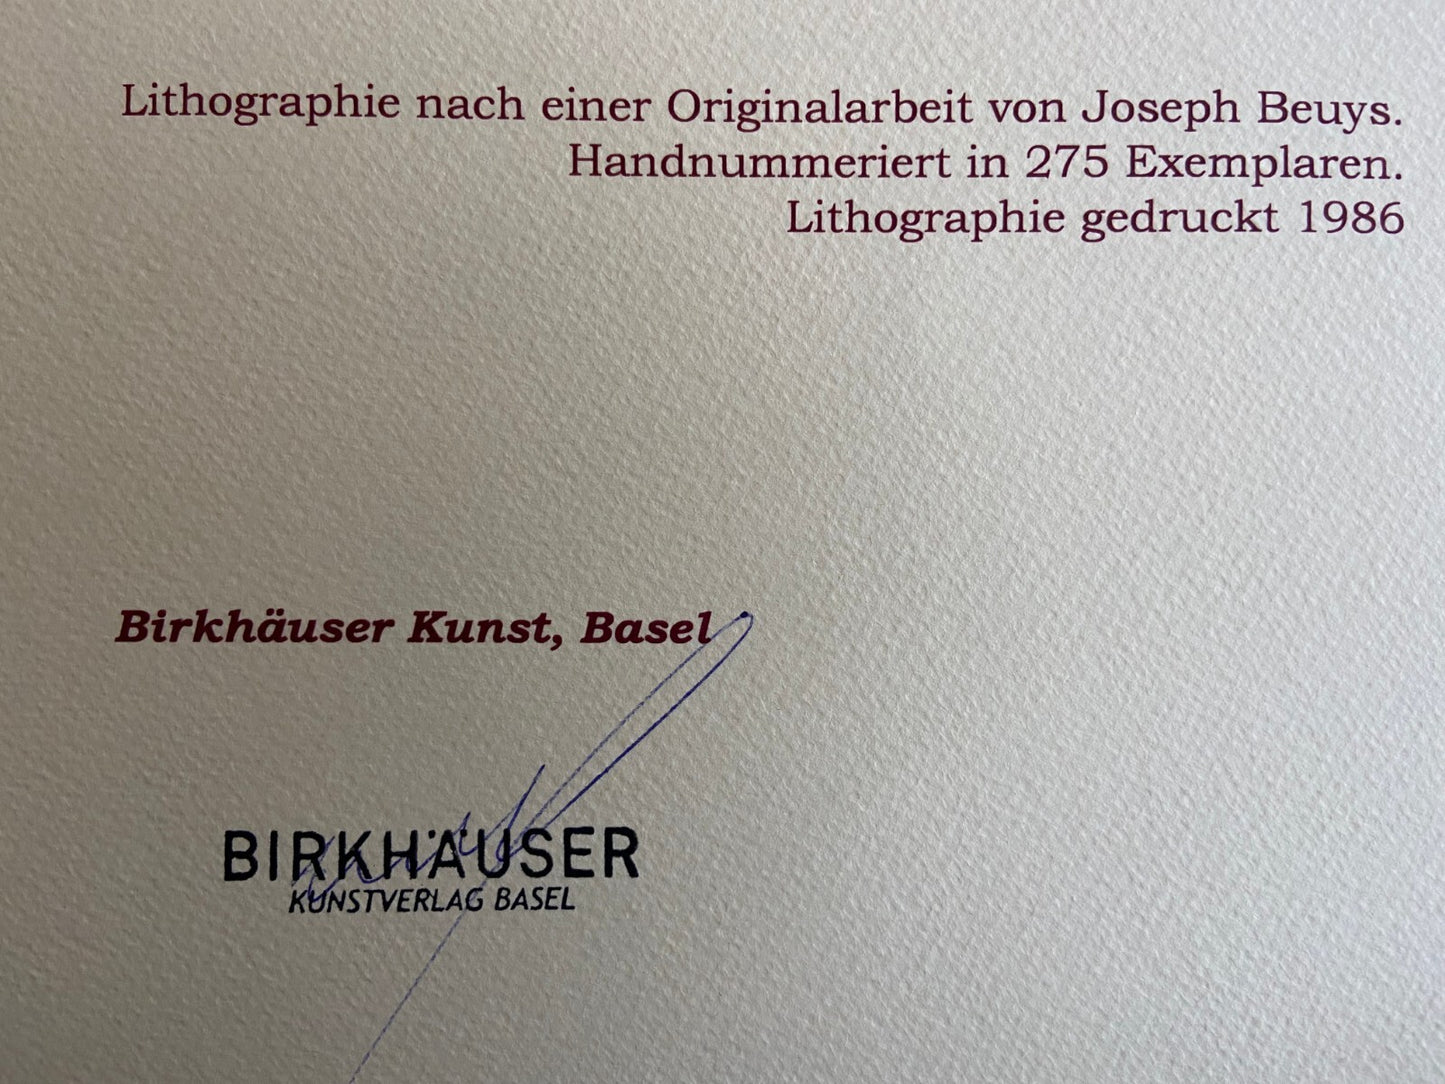 Lithographie nach einer Originalarbeit von Joseph Beuys.
Handnummeriert in 275 Exemplaren.
Lithographie gedruckt 1986
Birkhäuser Kunst, Basel
BIRKHÄUSER
KUNSTVERLAG BASEL